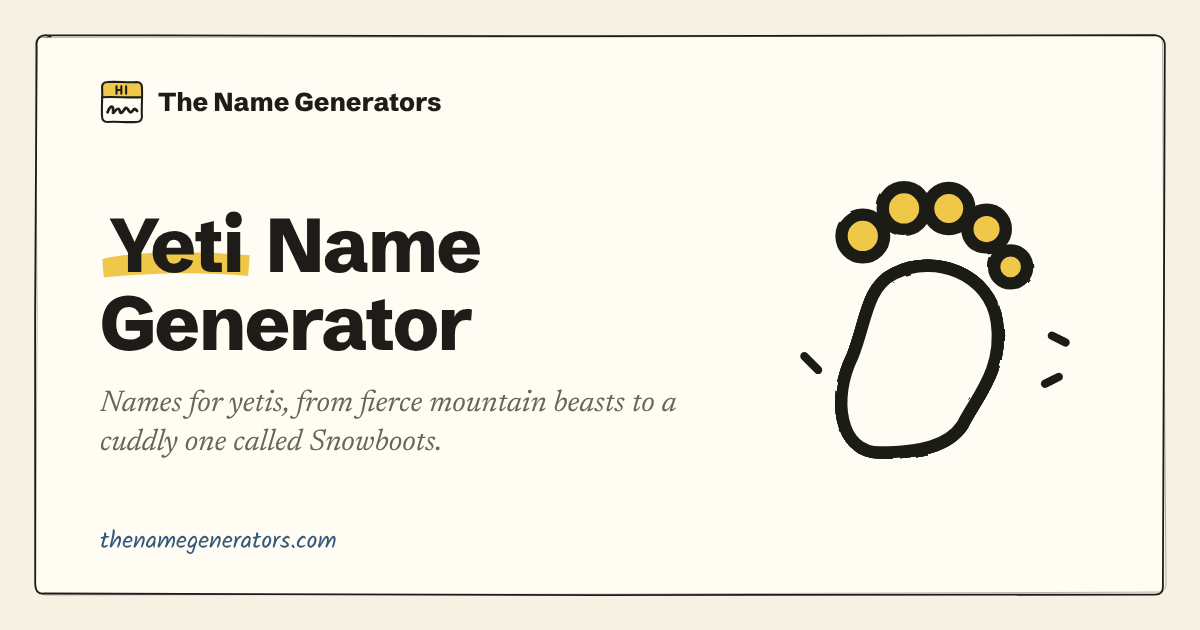 HI
The Name Generators
Yeti Name
Generator
Names for yetis, from fierce mountain beasts to a
cuddly one called Snowboots.
thenamegenerators.com